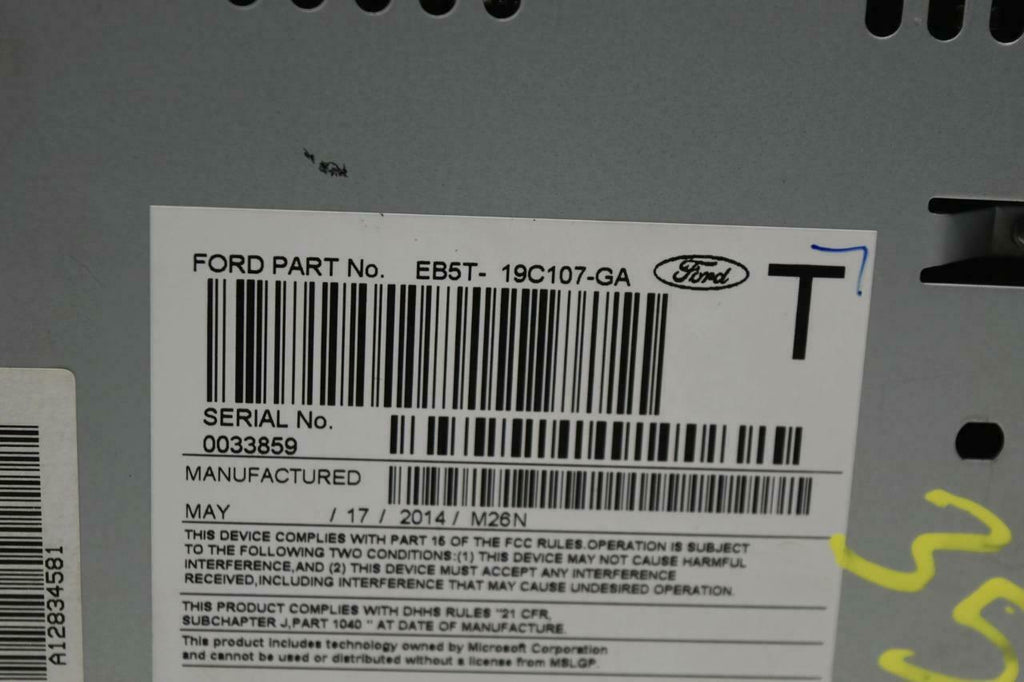 FORD PART No. EB5T- 19C107-GA Ford T
SERIAL No.
0033859
MANUFACTURED
MAY / 17 / 2014 / M26N
THIS DEVICE COMPLIES WITH PART 15 OF THE FCC RULES.OPERATION IS SUBJECT
TO THE FOLLOWING TWO CONDITIONS:(1) THIS DEVICE MAY NOT CAUSE HARMFUL
INTERFERENCE,AND (2) THIS DEVICE MUST ACCEPT ANY INTERFERENCE
RECEIVED,INCLUDING INTERFERENCE THAT MAY CAUSE UNDESIRED OPERATION.
THIS PRODUCT COMPLIES WITH DHHS RULES "21 CFR,
SUBCHAPTER J,PART 1040 " AT DATE OF MANUFACTURE.
This product includes technology owned by Microsoft Corporation
and cannot be used or distributed without a license from MSLGP.
A12834581